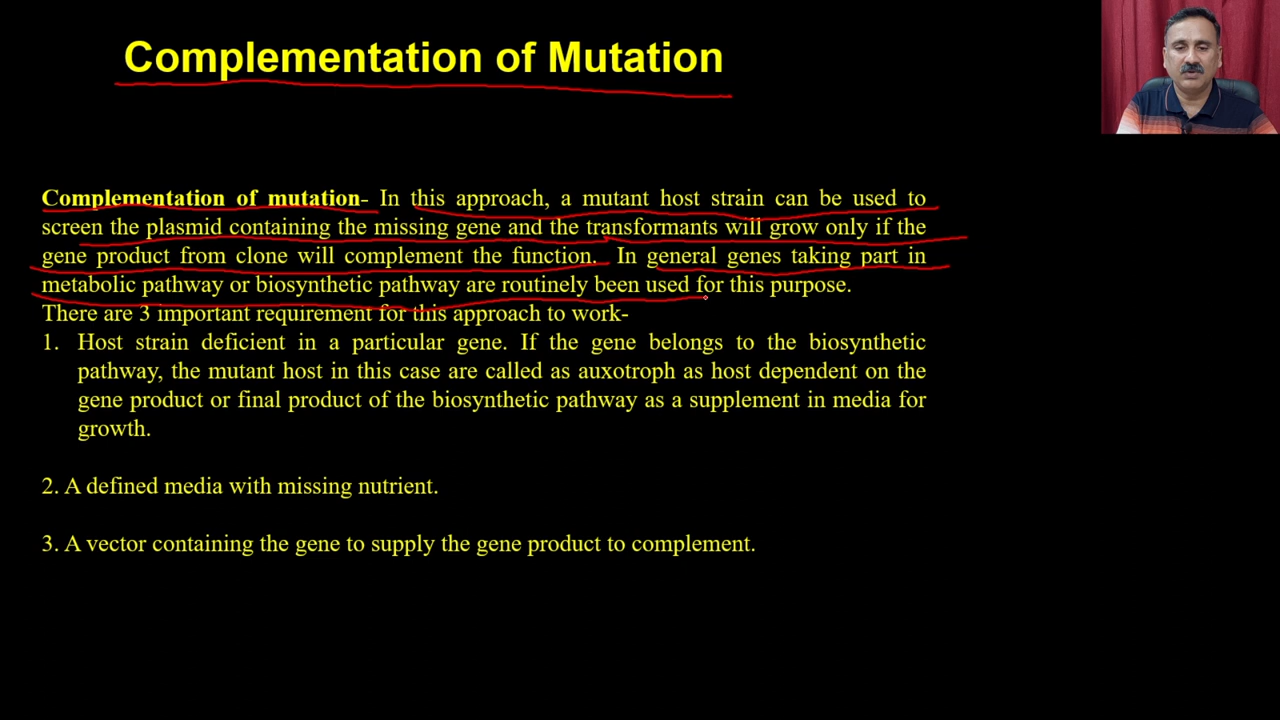 Complementation of Mutation
Complementation of mutation- In this approach, a mutant host strain can be used to
screen the plasmid containing the missing gene and the transformants will grow only if the
gene product from clone will complement the function. In general genes taking part in
metabolic pathway or biosynthetic pathway are routinely been used for this purpose.
There are 3 important requirement for this approach to work-
1. Host strain deficient in a particular gene. If the gene belongs to the biosynthetic
pathway, the mutant host in this case are called as auxotroph as host dependent on the
gene product or final product of the biosynthetic pathway as a supplement in media for
growth.
2. A defined media with missing nutrient.
3. A vector containing the gene to supply the gene product to complement.